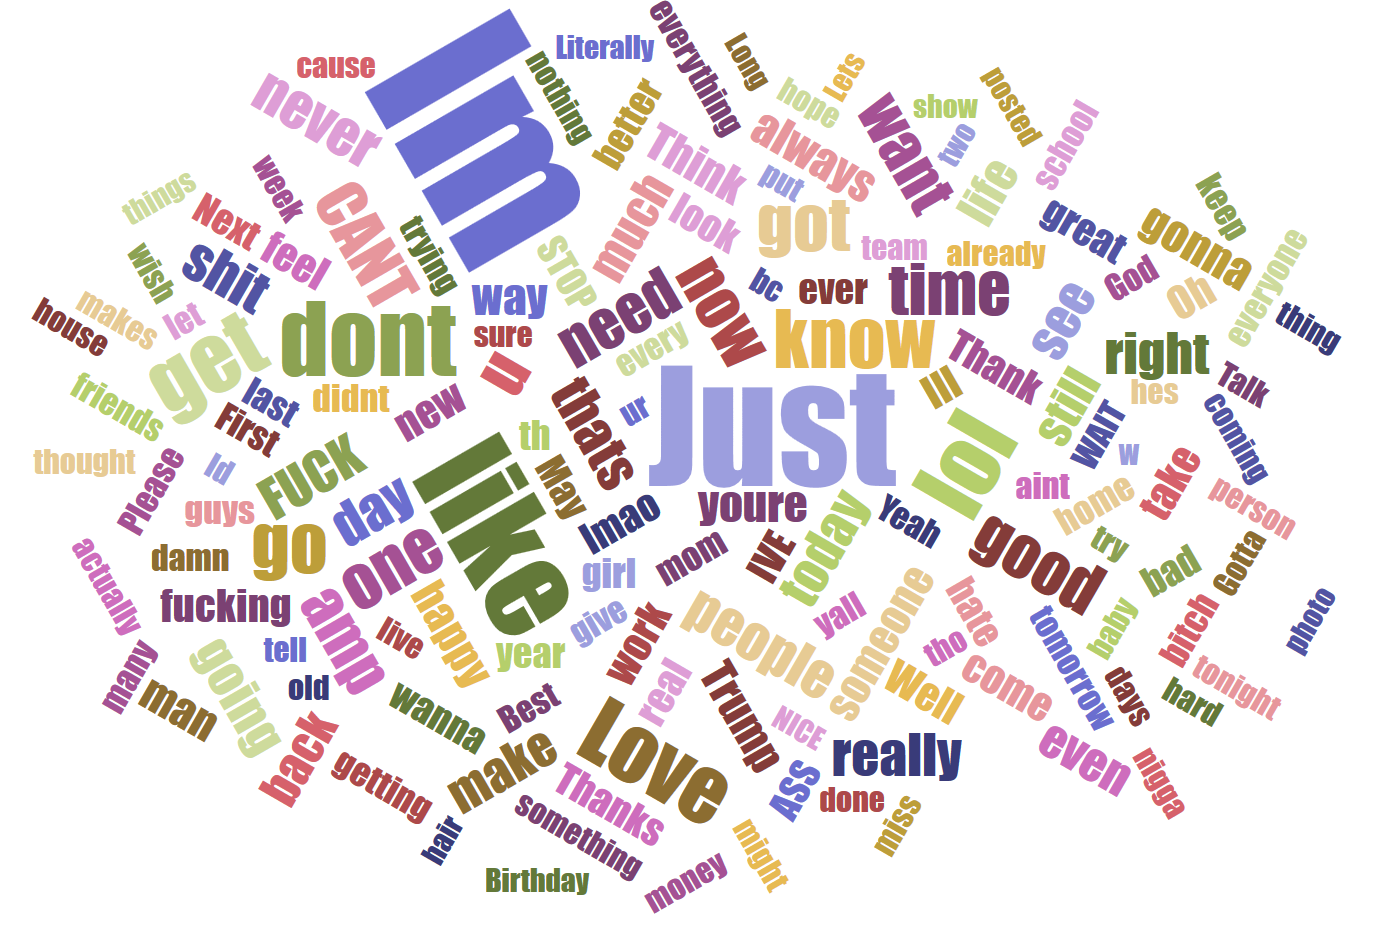 Literally
everything
Long
Lets
cause
never
Im
nothing
better
hope
show
posted
school
want
two
always
Think
put
life
keep
week
things
Next
feel
CANT
trying
much
look
got
team
already
great
gonna
everyone
God
Oh
wish
shit
STOP
way
need
now
bc
ever
time
see
thing
house
makes
let
get
dont
sure
every
know
Thank
right
Talk
friends
last
First
didnt
new
U
thats
ur
Just
Ill
still
hes
coming
thought
Id
Please
guys
FUCK
day
like
th
May
lol
WAIT
w
aint
take
person
home
actually
damn
go
one
lmao
youre
today
Yeah
good
try
bad
Gotta
fucking
amp
happy
girl
mom
IVE
give
yall
someone
hate
tho
tomorrow
baby
bitch
photo
many
tell
live
year
work
people
come
days
tonight
hard
man
going
old
wanna
Best
real
Trump
NICE
well
back
getting
make
Love
really
even
nigga
Thanks
ASS
done
miss
hair
something
might
Birthday
money